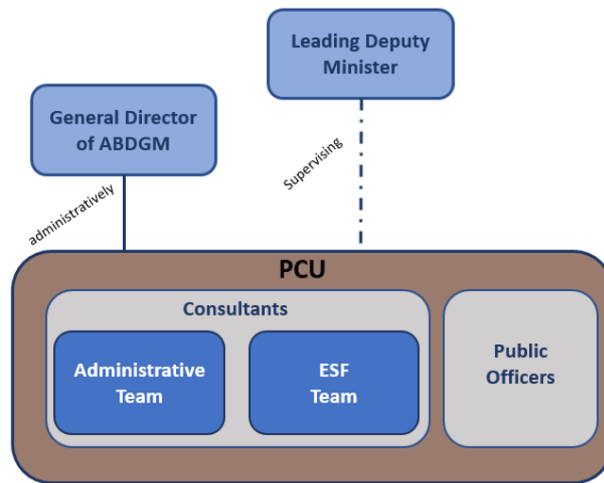 Leading Deputy
Minister
General Director
of ABDGM
administratively
Supervising
PCU
Consultants
Administrative
Team
ESF
Team
Public
Officers